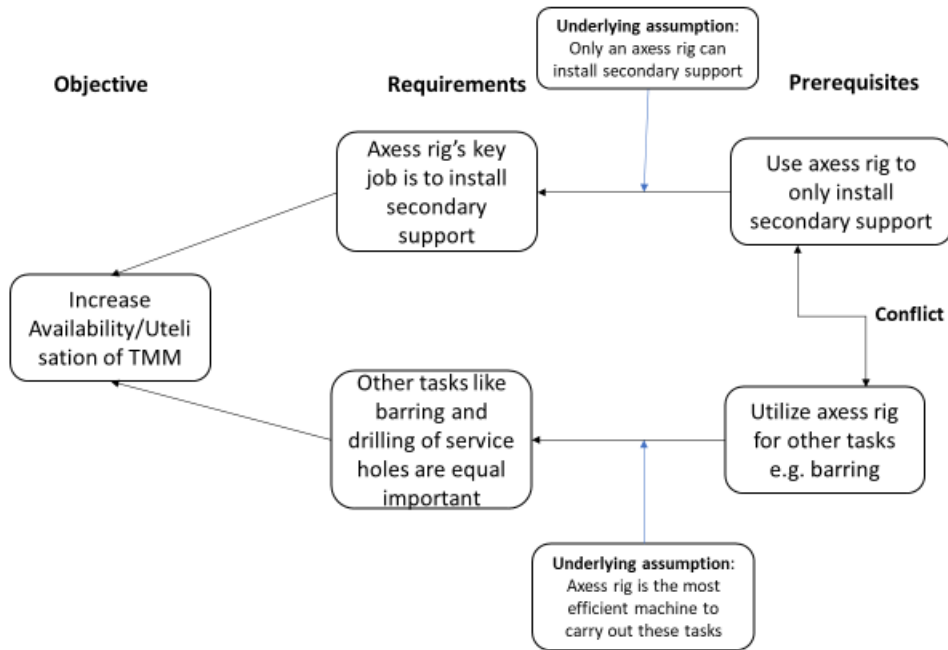 Underlying assumption:
Only an axess rig can
install secondary support
Objective
Requirements
Prerequisites
Axess rig's key
job is to install
secondary
support
Use axess rig to
only install
secondary support
Increase
Availability/Uteli
sation of TMM
Conflict
Other tasks like
barring and
drilling of service
holes are equal
important
Utilize axess rig
for other tasks
e.g. barring
Underlying assumption:
Axess rig is the most
efficient machine to
carry out these tasks